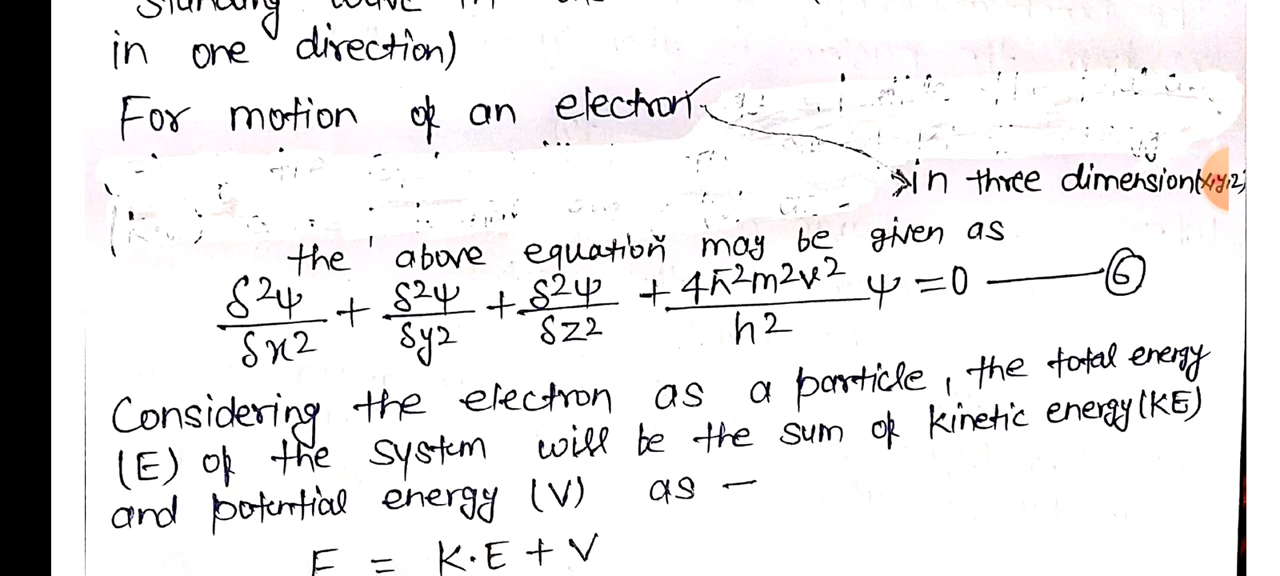 in one direction)
For motion of an electron
in three dimension(x,y,z)
the above equation may be given as
δ²ψ/δx² + δ²ψ/δy² + δ²ψ/δz² + 4π²m²v²/h² ψ = 0 —— ⑥
Considering the electron as a particle, the total energy
(E) of the system will be the sum of kinetic energy (KE)
and potential energy (V) as —
E = K.E + V